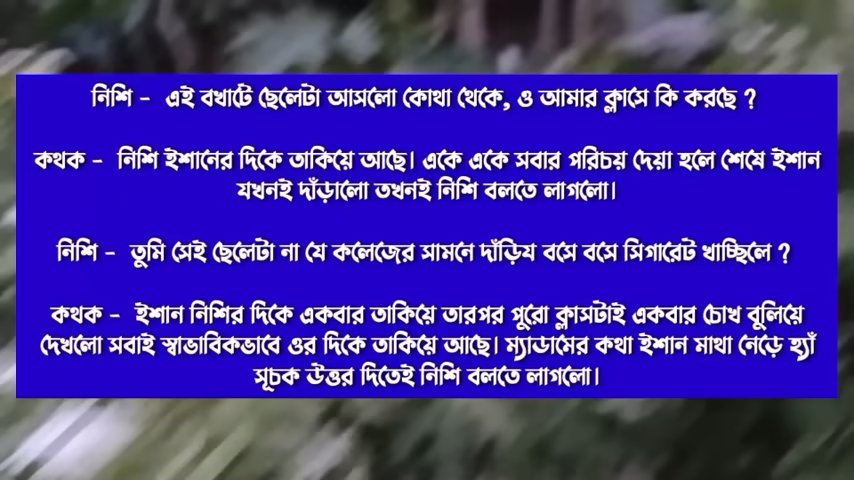 নিশি - এই বখাটে ছেলেটা আসলো কোথা থেকে, ও আমার ক্লাসে কি করছে ?
কথক - নিশি ইশানের দিকে তাকিয়ে আছে। একে একে সবার পরিচয় দেয়া হলে শেষে ইশান
যখনই দাঁড়ালো তখনই নিশি বলতে লাগলো।
নিশি - তুমি সেই ছেলেটা না যে কলেজের সামনে দাঁড়িয বসে বসে সিগারেট খাচ্ছিলে ?
কথক - ইশান নিশির দিকে একবার তাকিয়ে তারপর পুরো ক্লাসটাই একবার চোখ বুলিয়ে
দেখলো সবাই স্বাভাবিকভাবে ওর দিকে তাকিয়ে আছে। ম্যাডামের কথা ইশান মাথা নেড়ে হ্যাঁ
সূচক উত্তর দিতেই নিশি বলতে লাগলো।